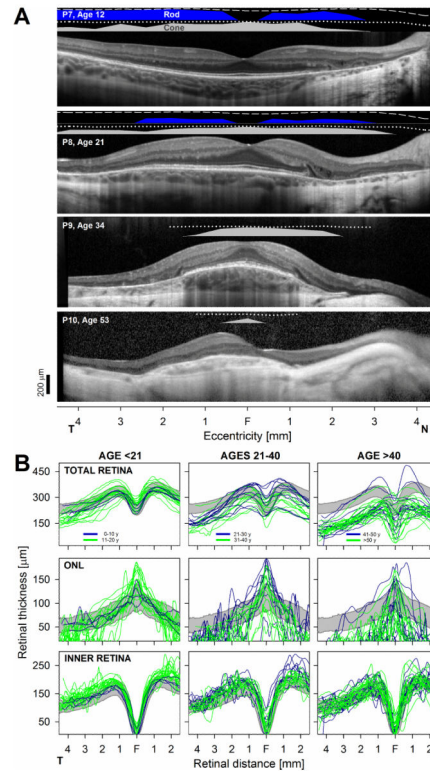 A
P7, Age 12
Rod
Cone
P8, Age 21
P9, Age 34
P10, Age 53
200 µm
4 3 2 1 F 1 2 3 4
T Eccentricity [mm] N
B
AGE <21 AGES 21-40 AGE >40
TOTAL RETINA
450
300
150
0-10 y
11-20 y
21-30 y
31-40 y
41-50 y
>50 y
ONL
150
100
50
INNER RETINA
200
150
100
50
Retinal thickness [µm]
4 3 2 1 F 1 2 4 3 2 1 F 1 2 4 3 2 1 F 1 2
T Retinal distance [mm]